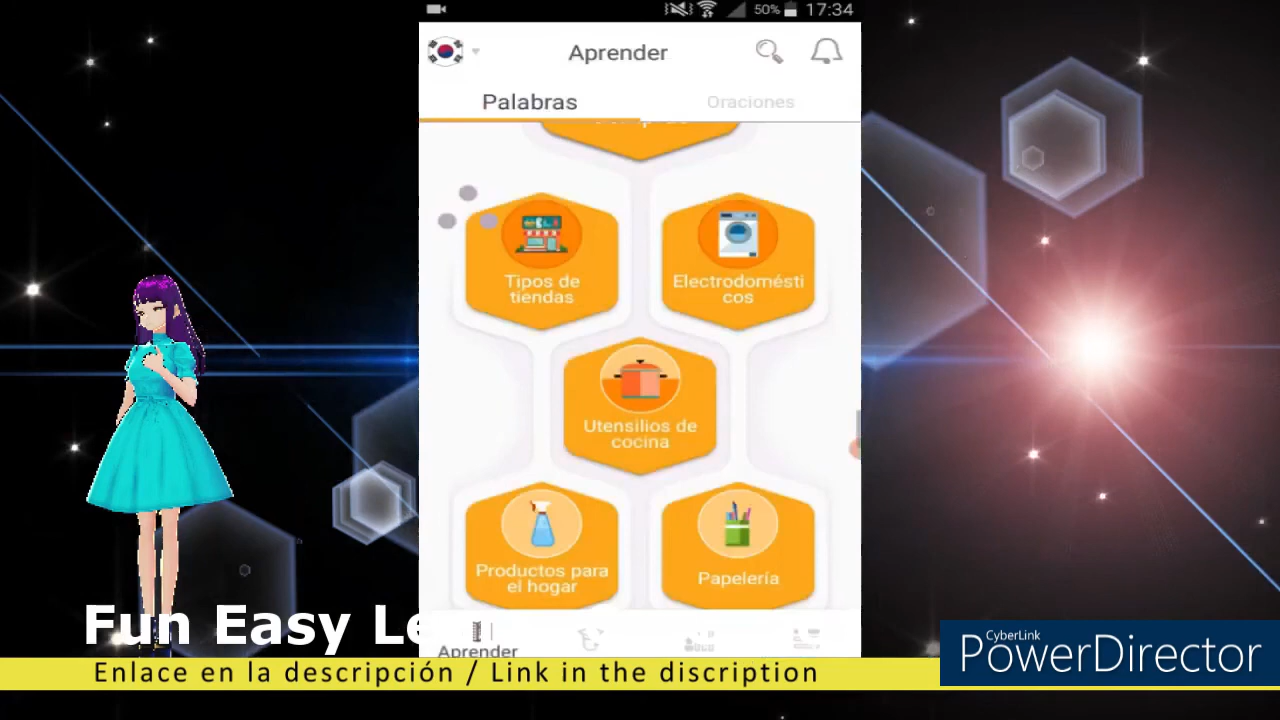 50% 17:34
Aprender
Palabras
Oraciones
Tipos de
tiendas
Electrodomésti
cos
Utensilios de
cocina
Productos para
el hogar
Papelería
Aprender
Fun Easy Le
Enlace en la descripción / Link in the discription
CyberLink
PowerDirector